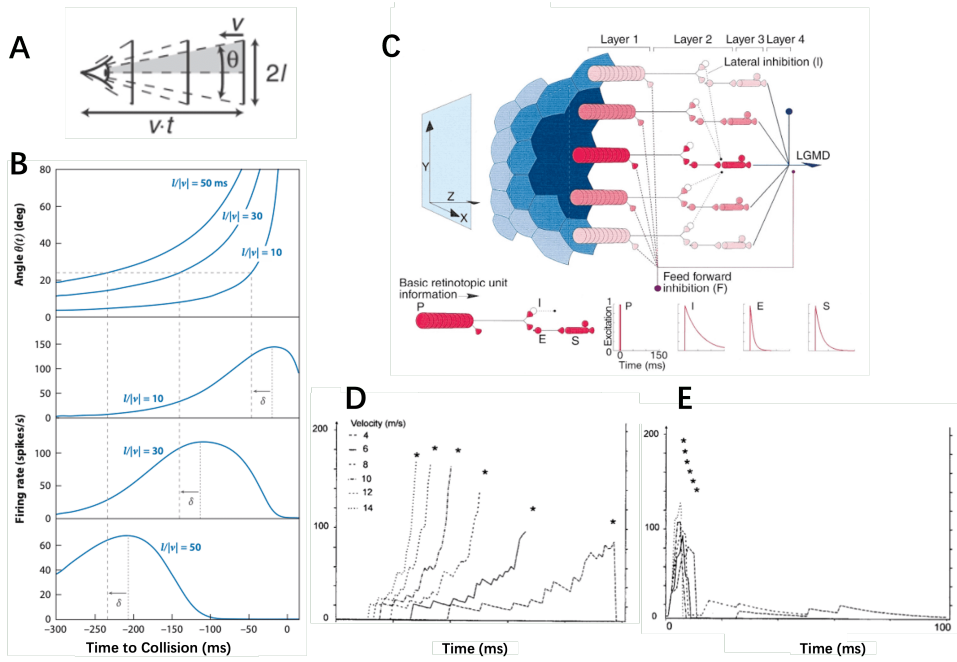 A
v
θ
2l
v·t
B
Angle θ(t) (deg)
80
60
40
20
0
l/|v| = 50 ms
l/|v| = 30
l/|v| = 10
Firing rate (spikes/s)
150
100
50
0
l/|v| = 10
δ
100
50
0
l/|v| = 30
δ
60
40
20
0
l/|v| = 50
δ
−300 −250 −200 −150 −100 −50 0
Time to Collision (ms)
C
Layer 1 Layer 2 Layer 3 Layer 4
Lateral inhibition (I)
LGMD
Y
Z
X
Feed forward
inhibition (F)
Basic retinotopic unit
information
P
I
E
S
Excitation
1
0
P
I
E
S
0 150
Time (ms)
D
Velocity (m/s)
4
6
8
10
12
14
200
100
0
Time (ms)
E
200
100
0
0 100
Time (ms)